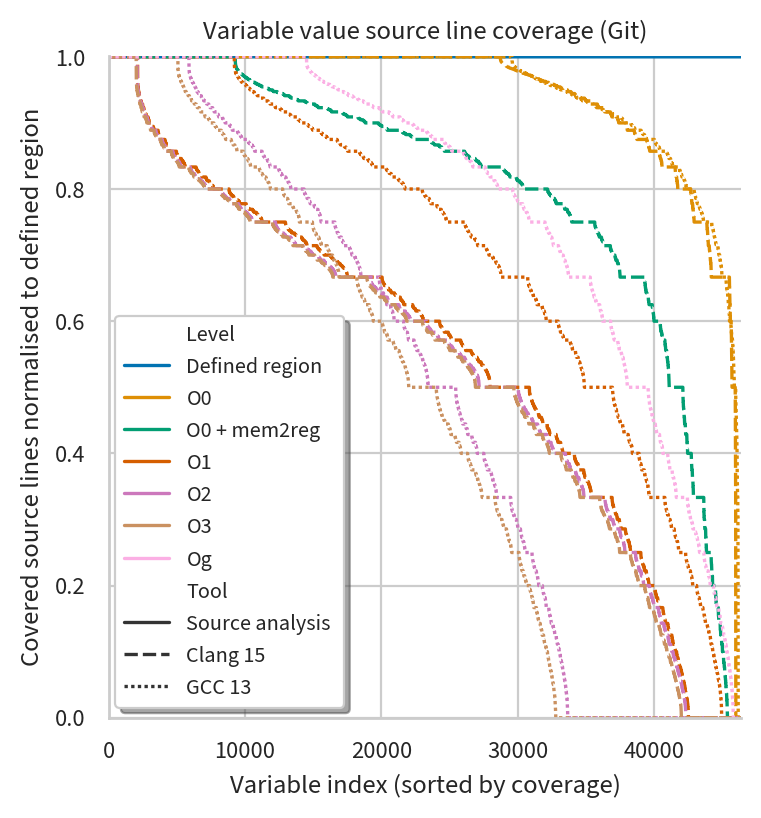 Variable value source line coverage (Git)
Covered source lines normalised to defined region
1.0
0.8
0.6
0.4
0.2
0.0
Level
Defined region
O0
O0 + mem2reg
O1
O2
O3
Og
Tool
Source analysis
Clang 15
GCC 13
0
10000
20000
30000
40000
Variable index (sorted by coverage)